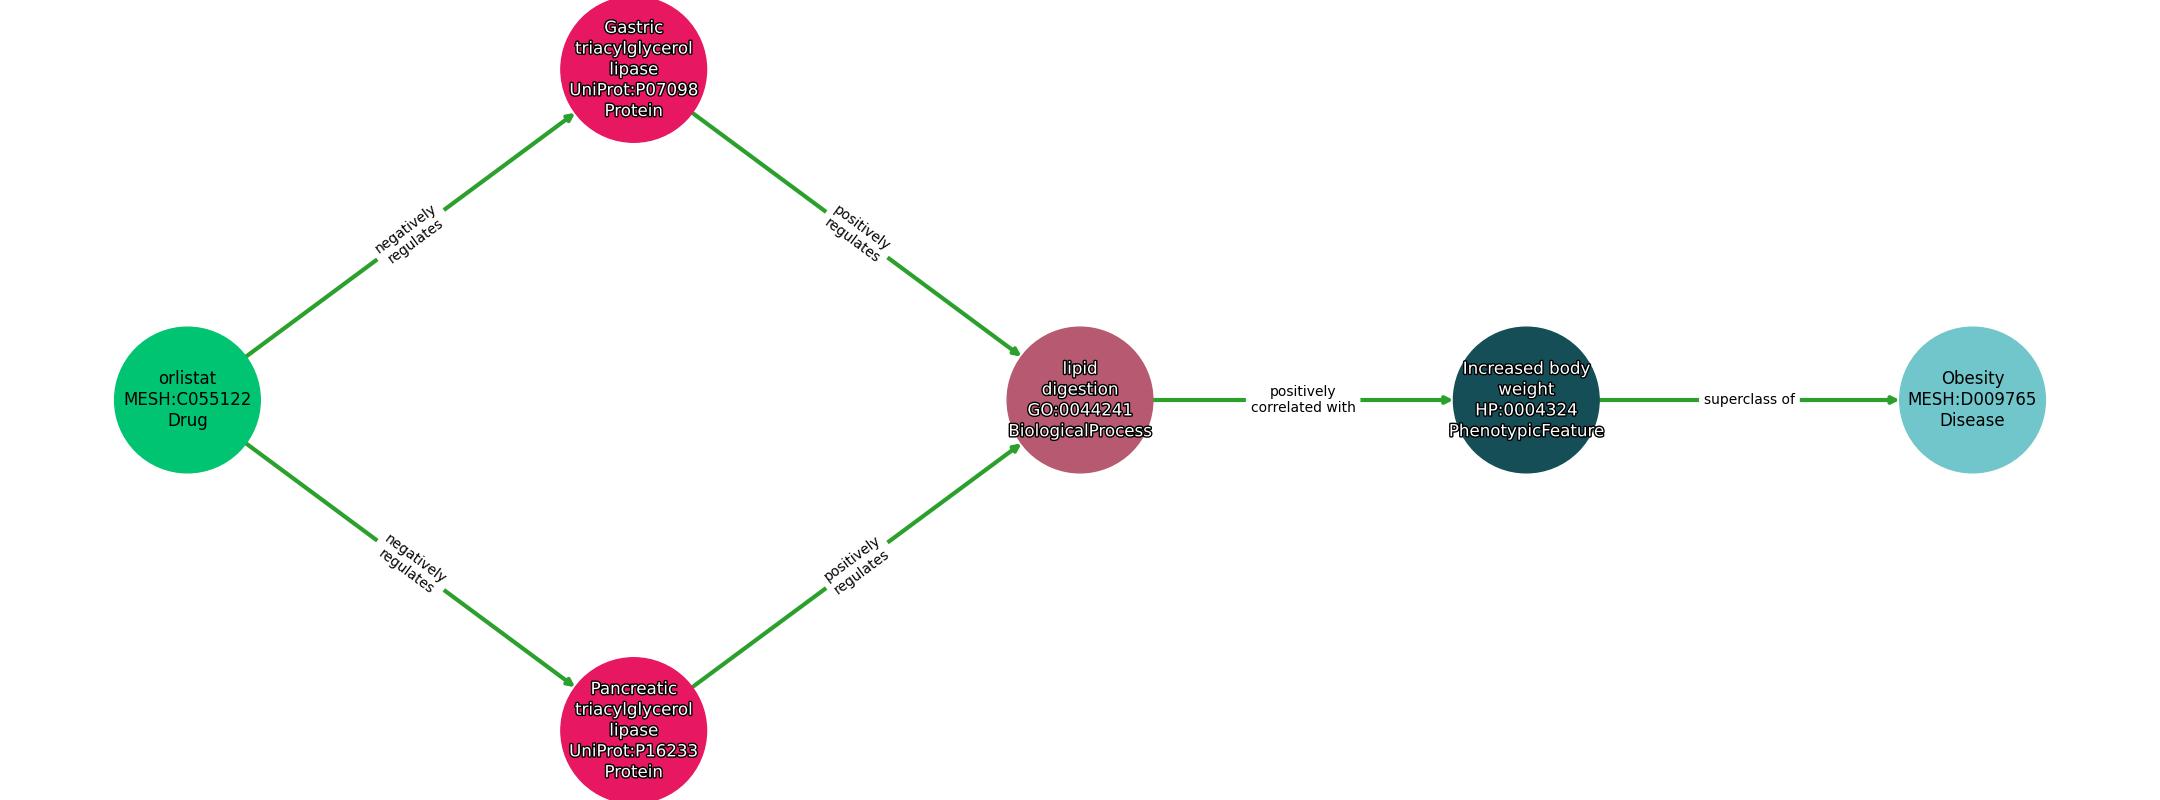 Gastric
triacylglycerol
lipase
UniProt:P07098
Protein
negatively
regulates
positively
regulates
orlistat
MESH:C055122
Drug
lipid
digestion
GO:0044241
BiologicalProcess
positively
correlated with
Increased body
weight
HP:0004324
PhenotypicFeature
superclass of
Obesity
MESH:D009765
Disease
negatively
regulates
positively
regulates
Pancreatic
triacylglycerol
lipase
UniProt:P16233
Protein